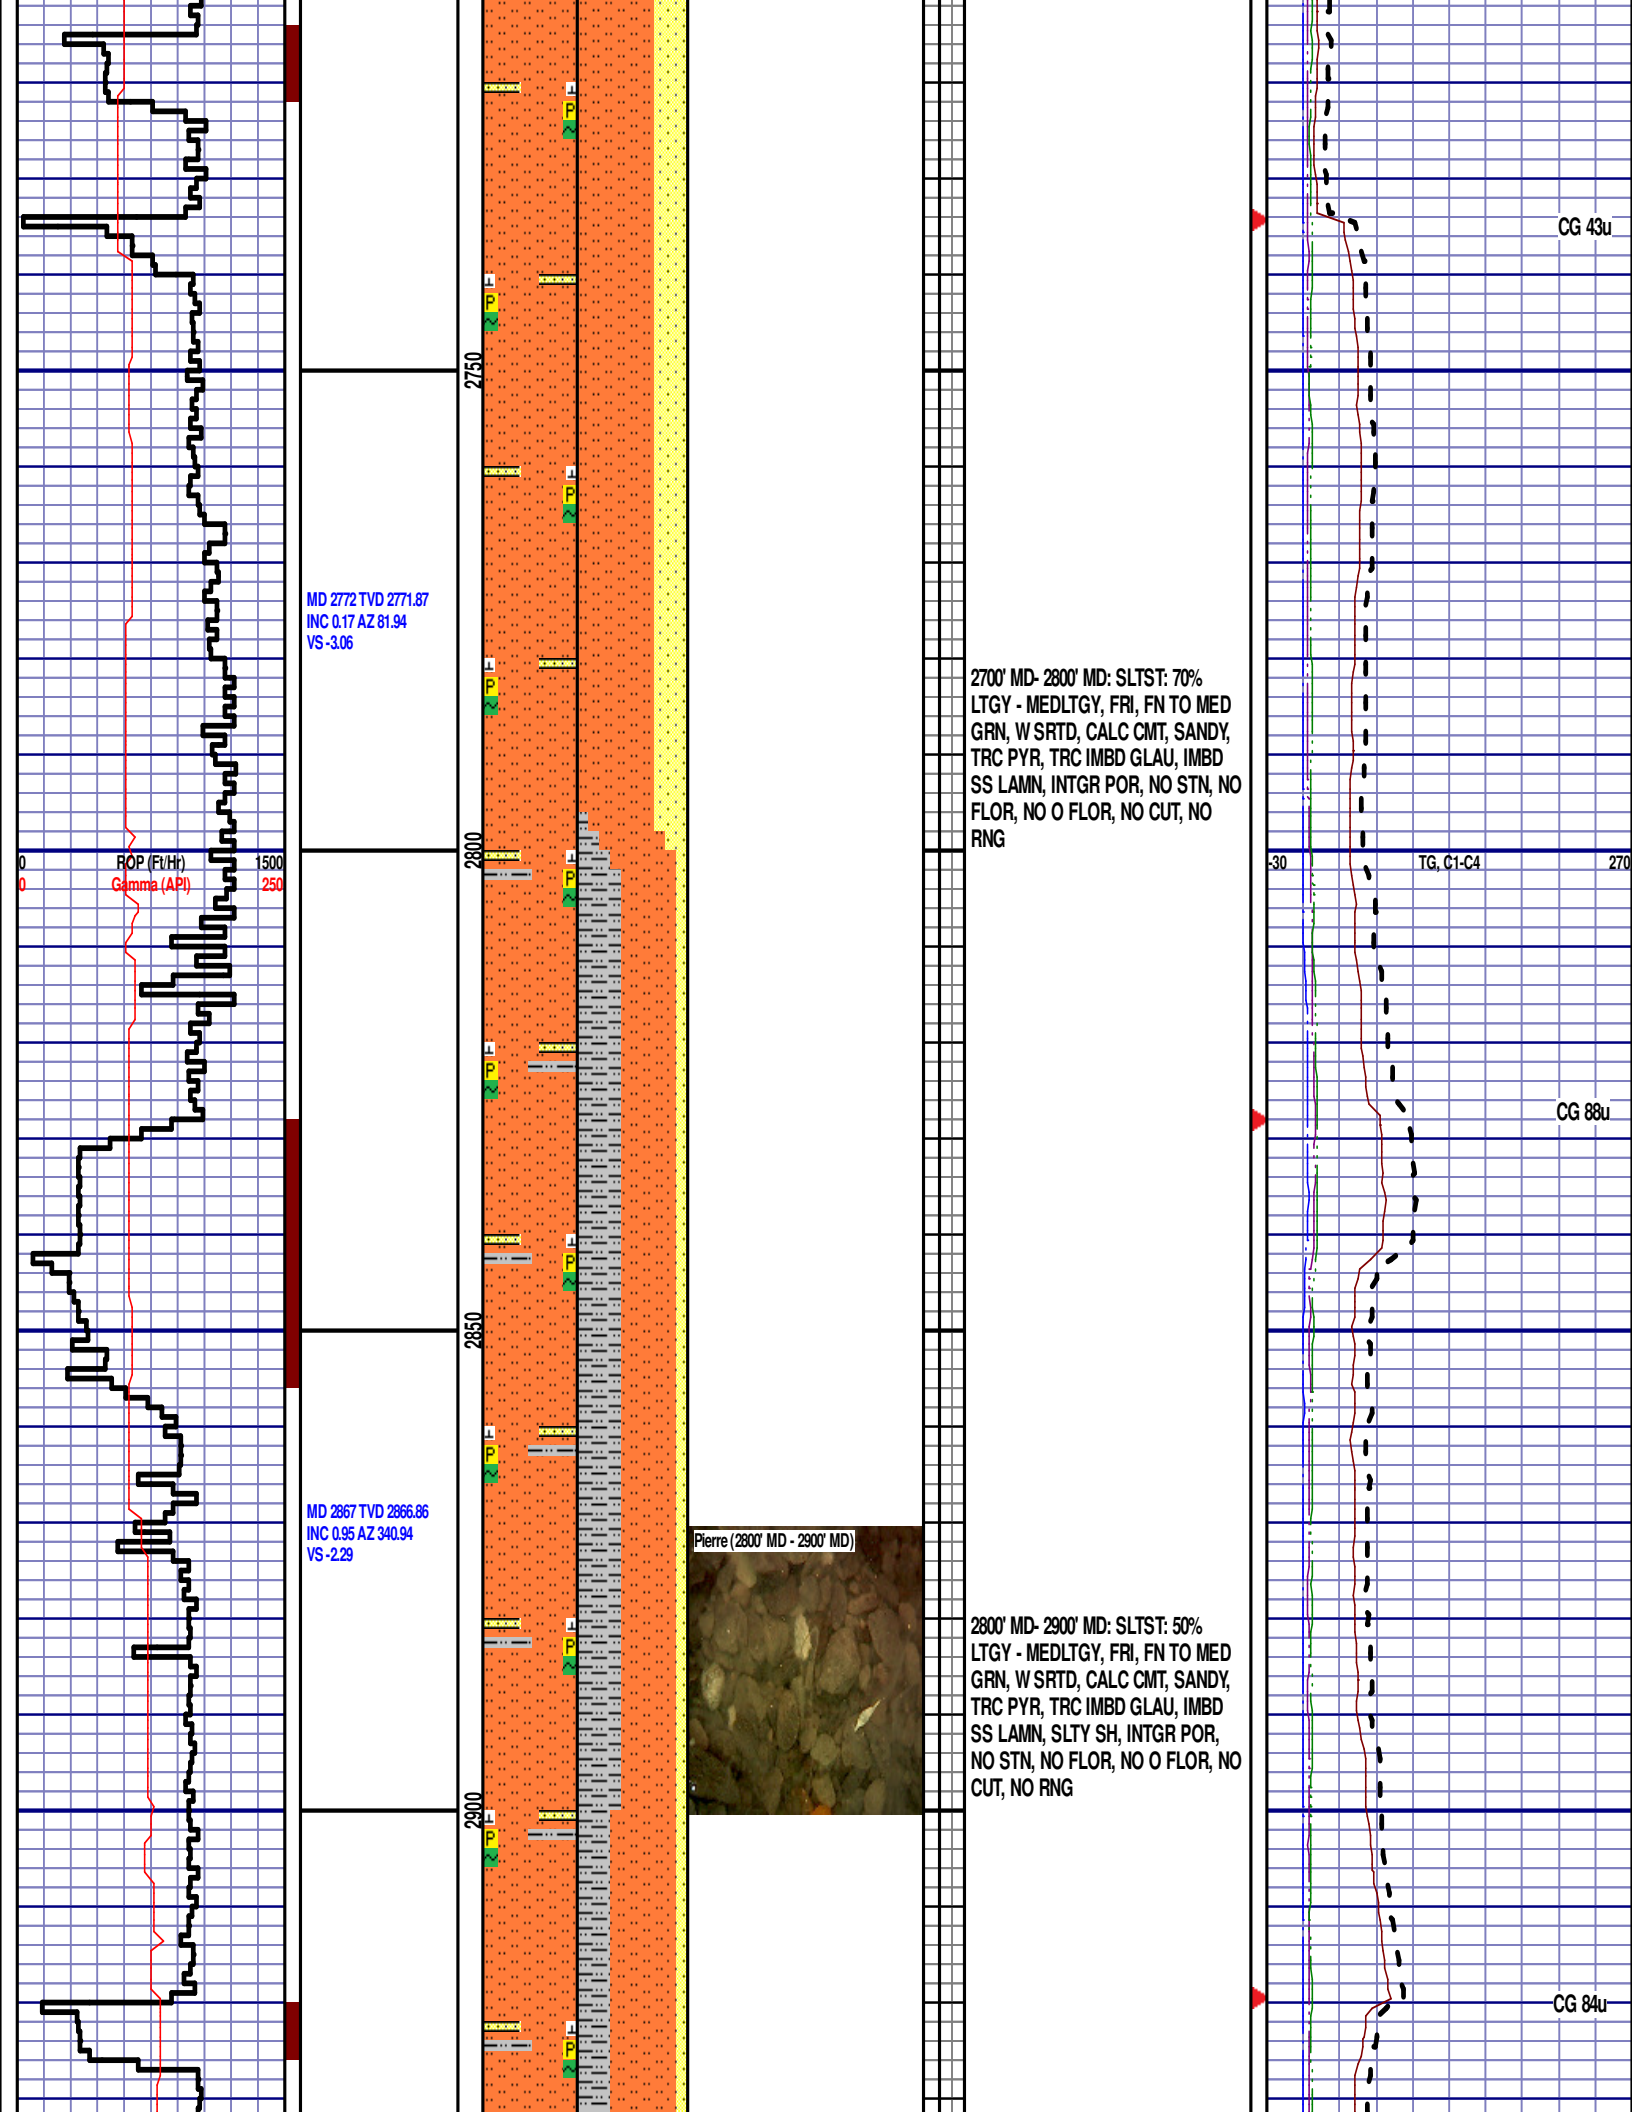 CG 43u
2750
MD 2772 TVD 2771.87
INC 0.17 AZ 81.94
VS -3.06
2700' MD- 2800' MD: SLTST: 70%
LTGY - MEDLTGY, FRI, FN TO MED
GRN, W SRTD, CALC CMT, SANDY,
TRC PYR, TRC IMBD GLAU, IMBD
SS LAMN, INTGR POR, NO STN, NO
FLOR, NO O FLOR, NO CUT, NO
RNG
2800
0 ROP (Ft/Hr) 1500
0 Gamma (API) 250
-30 TG, C1-C4 270
CG 88u
2850
MD 2867 TVD 2866.86
INC 0.95 AZ 340.94
VS -2.29
Pierre (2800' MD - 2900' MD)
2800' MD- 2900' MD: SLTST: 50%
LTGY - MEDLTGY, FRI, FN TO MED
GRN, W SRTD, CALC CMT, SANDY,
TRC PYR, TRC IMBD GLAU, IMBD
SS LAMN, SLTY SH, INTGR POR,
NO STN, NO FLOR, NO O FLOR, NO
CUT, NO RNG
2900
CG 84u
P
P
P
P
P
P
P
P
P
P
P